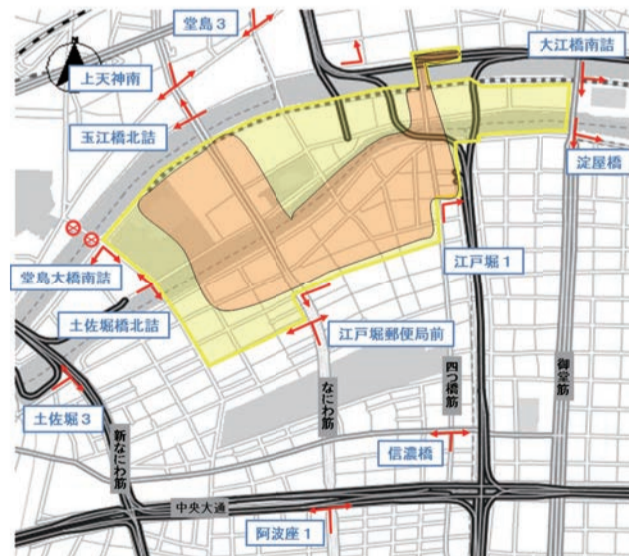 堂島3
大江橋南詰
上天神南
玉江橋北詰
淀屋橋
堂島大橋南詰
江戸堀1
土佐堀橋北詰
江戸堀郵便局前
土佐堀3
新なにわ筋
なにわ筋
四つ橋筋
御堂筋
信濃橋
中央大通
阿波座1